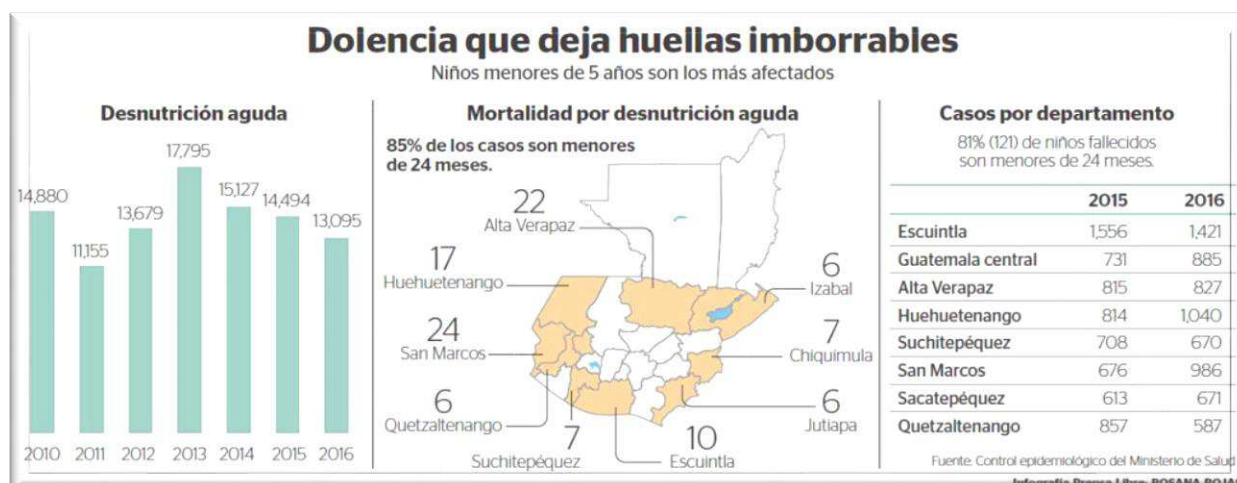 Dolencia que deja huellas imborrables
Niños menores de 5 años son los más afectados
Desnutrición aguda
14,880
11,155
13,679
17,795
15,127
14,494
13,095
2010 2011 2012 2013 2014 2015 2016
Mortalidad por desnutrición aguda
85% de los casos son menores
de 24 meses.
22
Alta Verapaz
17
Huehuetenango
24
San Marcos
6
Quetzaltenango
7
Suchitepéquez
10
Escuintla
6
Izabal
7
Chiquimula
6
Jutiapa
Casos por departamento
81% (121) de niños fallecidos
son menores de 24 meses.
2015 2016
Escuintla 1,556 1,421
Guatemala central 731 885
Alta Verapaz 815 827
Huehuetenango 814 1,040
Suchitepéquez 708 670
San Marcos 676 986
Sacatepéquez 613 671
Quetzaltenango 857 587
Fuente: Control epidemiológico del Ministerio de Salud
Infografía Prensa Libre: ROSANA ROJAS